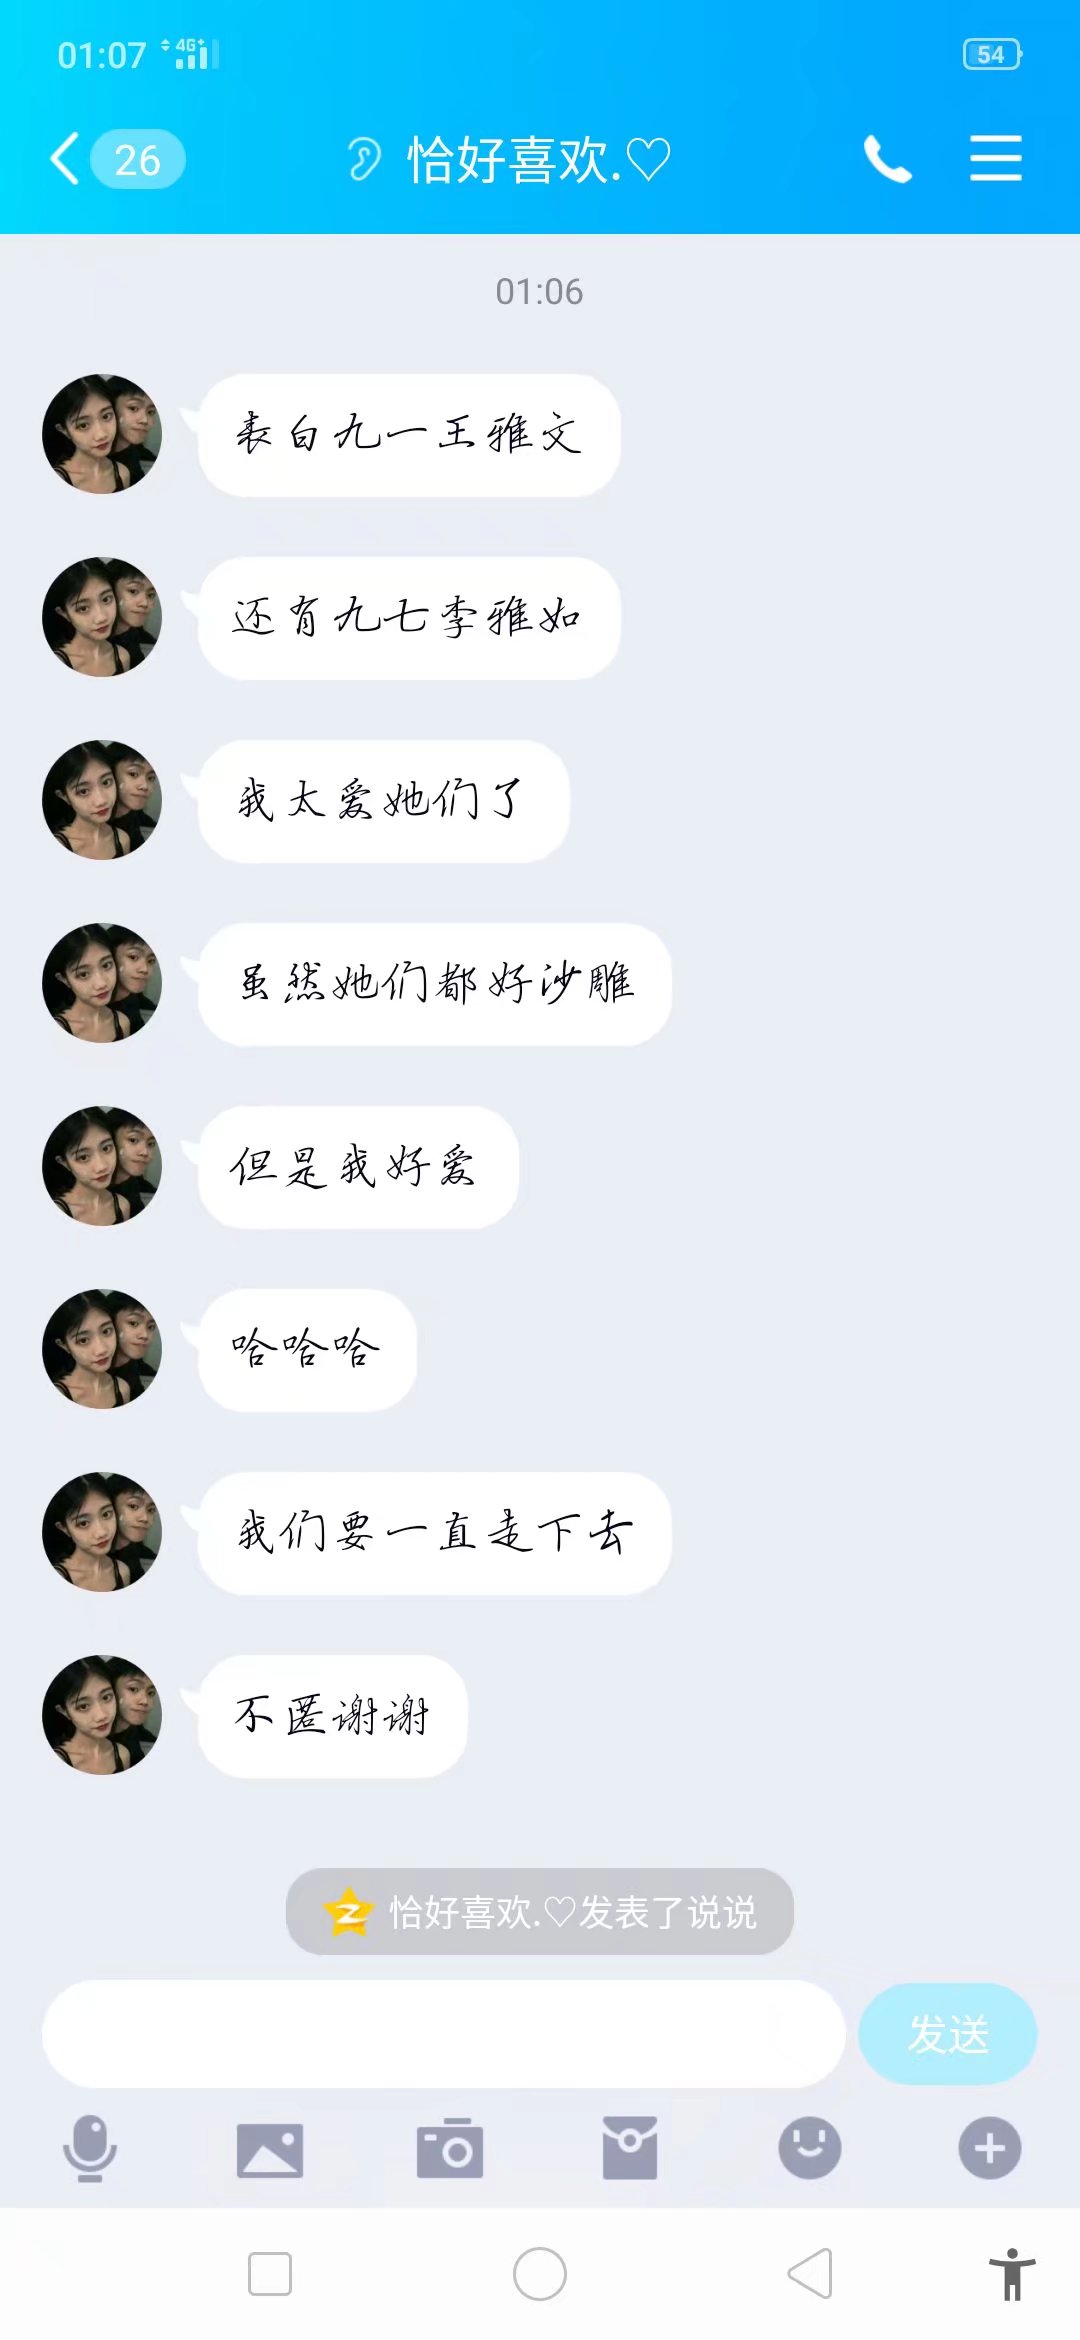 01:07 4G+ 54
26 恰好喜欢.♡
01:06
表白九一王雅文
还有九七李雅如
我太爱她们了
虽然她们都好沙雕
但是我好爱
哈哈哈
我们要一直走下去
不匿谢谢
恰好喜欢.♡发表了说说
发送